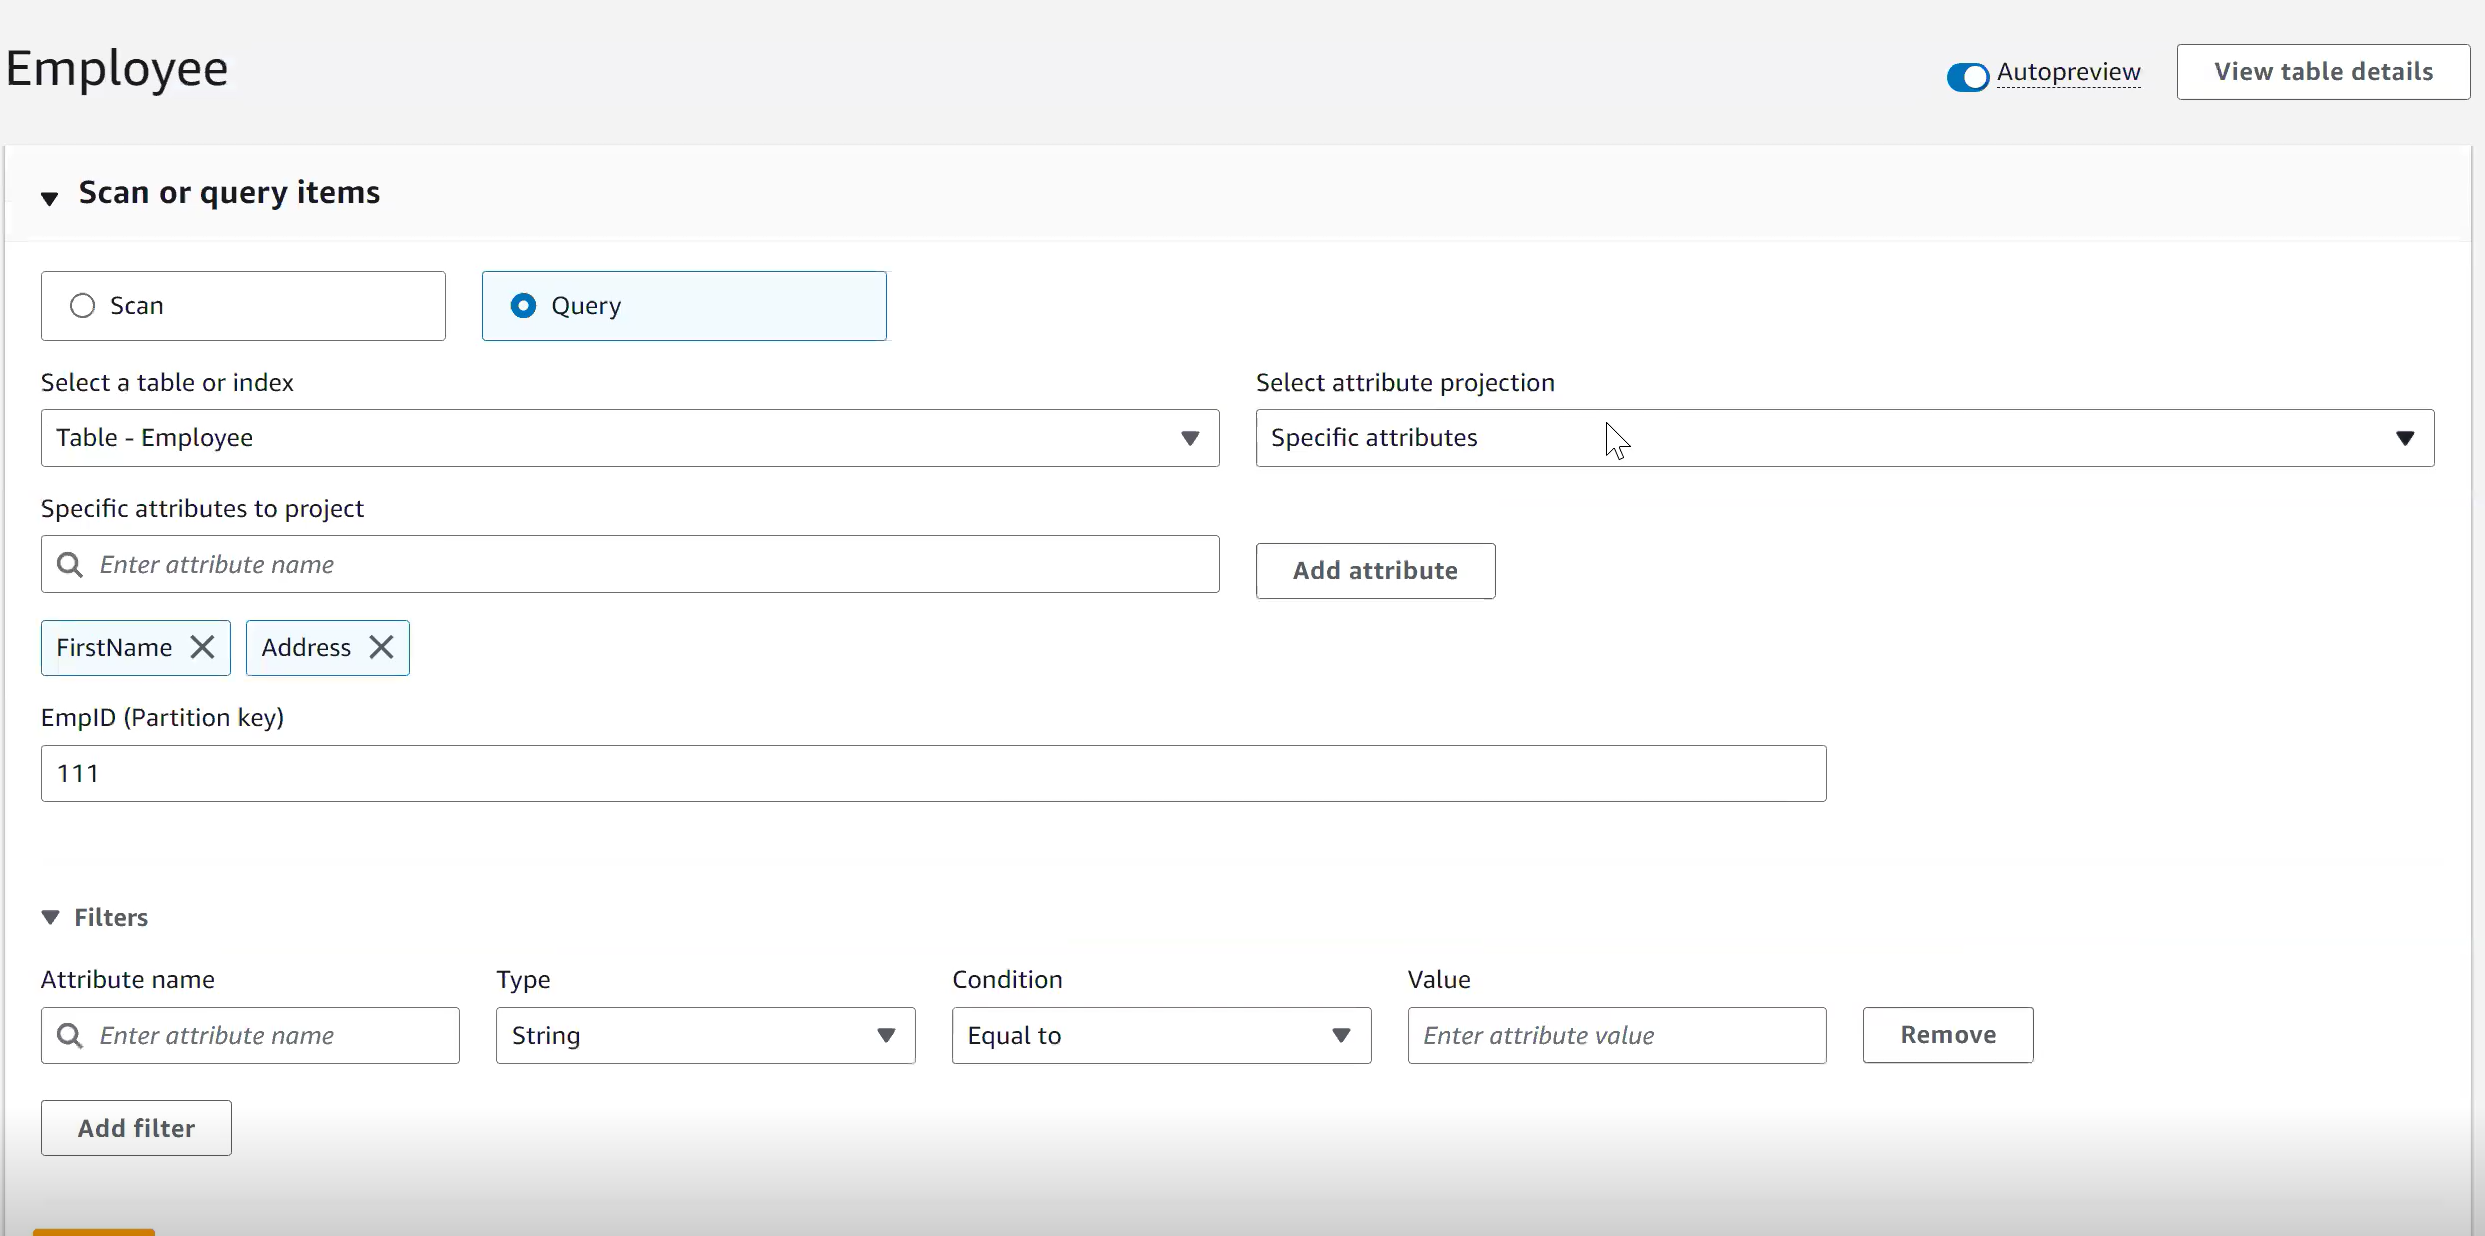 Employee
Autopreview
View table details
Scan or query items
Scan
Query
Select a table or index
Select attribute projection
Table - Employee
Specific attributes
Specific attributes to project
Enter attribute name
Add attribute
FirstName
Address
EmpID (Partition key)
111
Filters
Attribute name
Type
Condition
Value
Enter attribute name
String
Equal to
Enter attribute value
Remove
Add filter